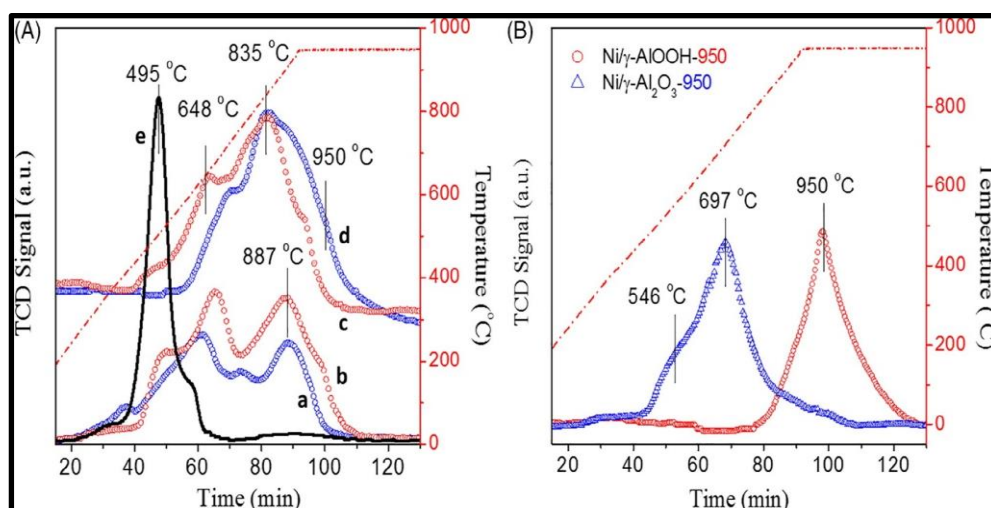 (A)
495 °C
648 °C
835 °C
950 °C
887 °C
e
d
c
b
a
TCD Signal (a.u.)
1000
800
600
400
200
0
Temperature (°C)
20 40 60 80 100 120
Time (min)
(B)
Ni/γ-AlOOH-950
Ni/γ-Al₂O₃-950
546 °C
697 °C
950 °C
TCD Signal (a.u.)
1000
800
600
400
200
0
Temperature (°C)
20 40 60 80 100 120
Time (min)